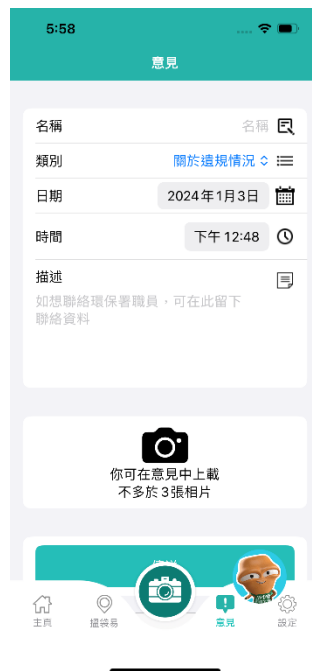 5:58
意見
名稱 名稱
類別 關於違規情況
日期 2024年1月3日
時間 下午 12:48
描述
如想聯絡環保署職員，可在此留下
聯絡資料
你可在意見中上載
不多於3張相片
主頁 搵袋易 意見 設定